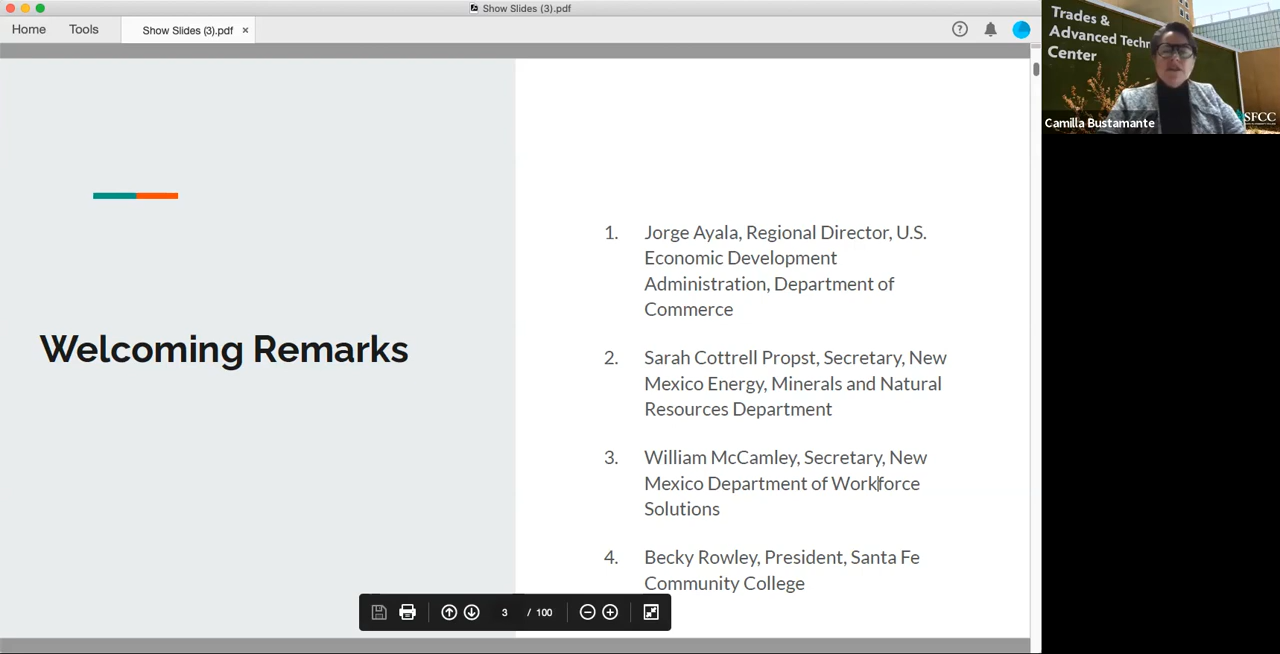 Show Slides (3).pdf
Home
Tools
Show Slides (3).pdf ×
Trades &
Advanced Techn
Center
Camilla Bustamante
SFCC
Welcoming Remarks
1. Jorge Ayala, Regional Director, U.S.
Economic Development
Administration, Department of
Commerce
2. Sarah Cottrell Propst, Secretary, New
Mexico Energy, Minerals and Natural
Resources Department
3. William McCamley, Secretary, New
Mexico Department of Workforce
Solutions
4. Becky Rowley, President, Santa Fe
Community College
3 / 100